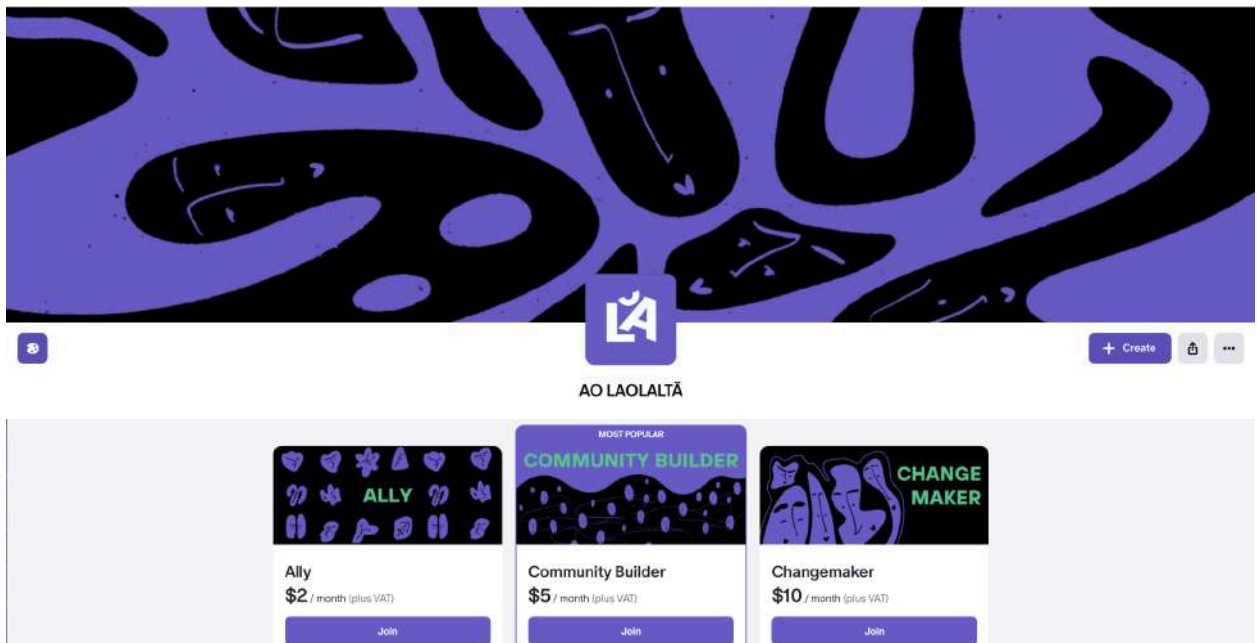 LĂ
+ Create
AO LAOLALTĂ
MOST POPULAR
ALLY
COMMUNITY BUILDER
CHANGE
MAKER
Ally
$2 / month (plus VAT)
Join
Community Builder
$5 / month (plus VAT)
Join
Changemaker
$10 / month (plus VAT)
Join